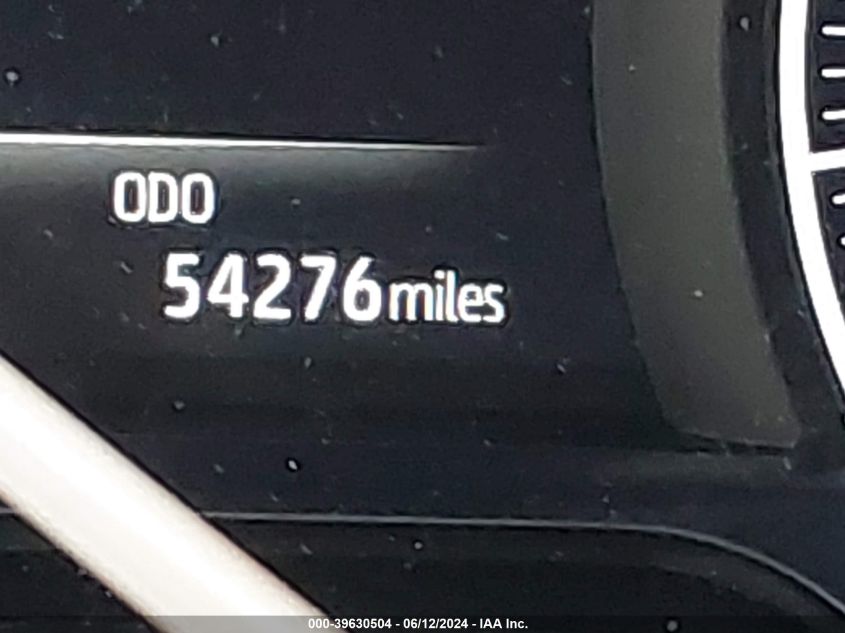 ODO
54276miles
000-39630504 - 06/12/2024 - IAA Inc.